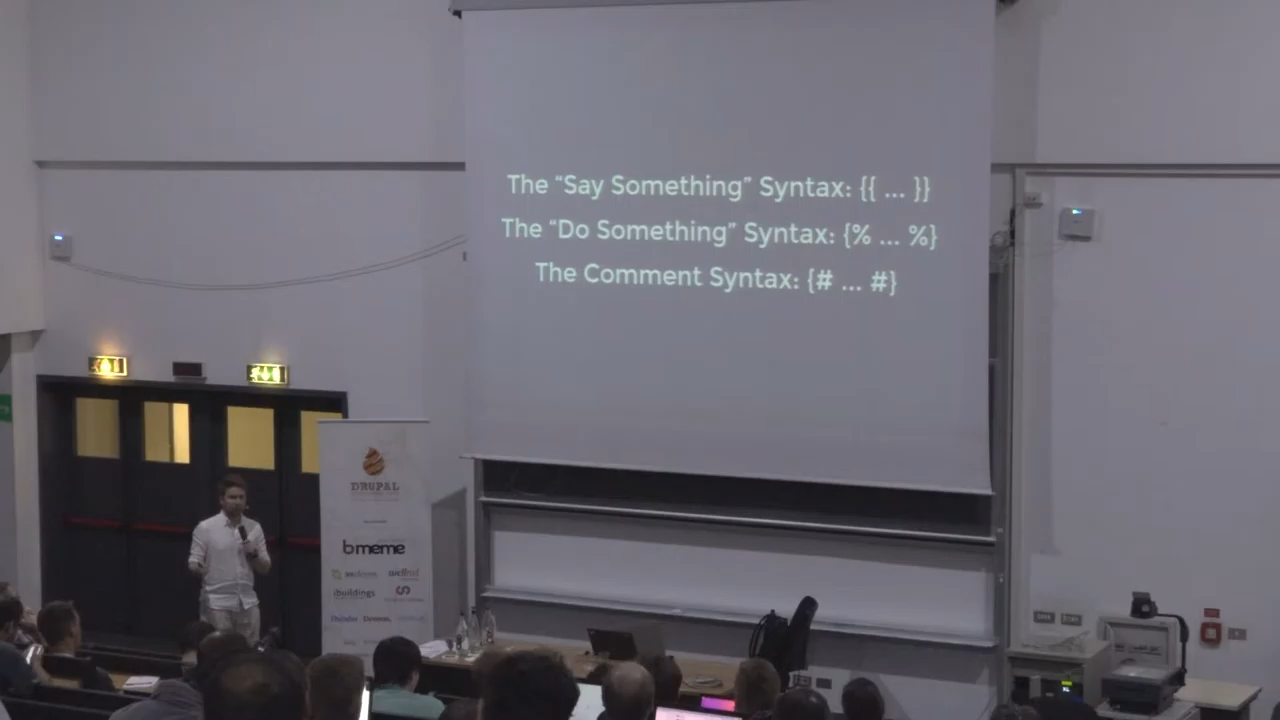 The “Say Something” Syntax: {{ ... }}
The “Do Something” Syntax: {% ... %}
The Comment Syntax: {# ... #}
DRUPAL
bmeme
ibuildings